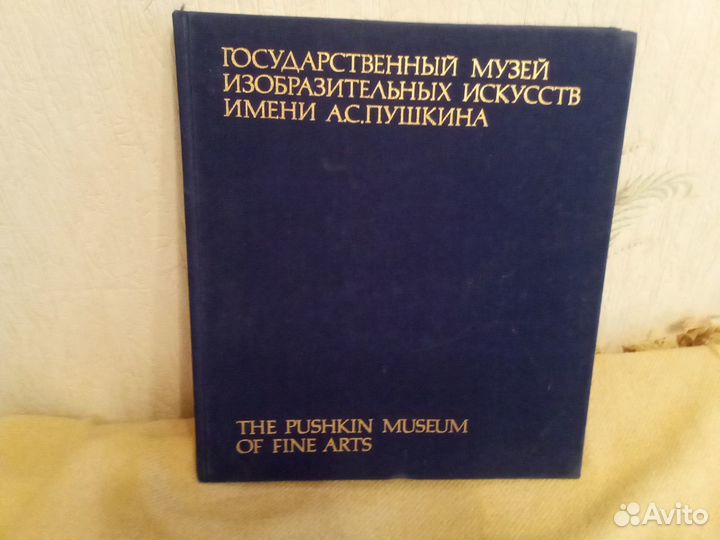 ГОСУДАРСТВЕННЫЙ МУЗЕЙ
ИЗОБРАЗИТЕЛЬНЫХ ИСКУССТВ
ИМЕНИ А.С.ПУШКИНА
THE PUSHKIN MUSEUM
OF FINE ARTS
Avito